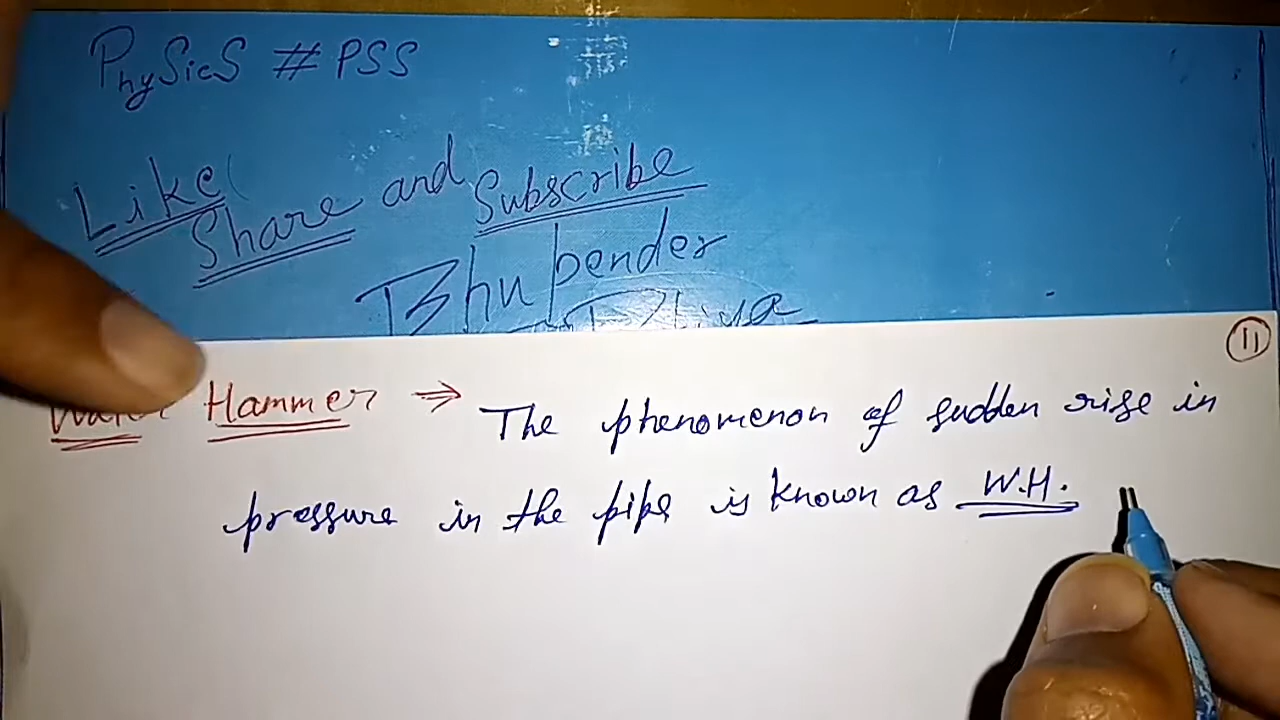 Physics # PSS
Like
Share and Subscribe
Bhupender
11
Water Hammer ⇒ The phenomenon of sudden rise in
pressure in the pipe is known as W.H.